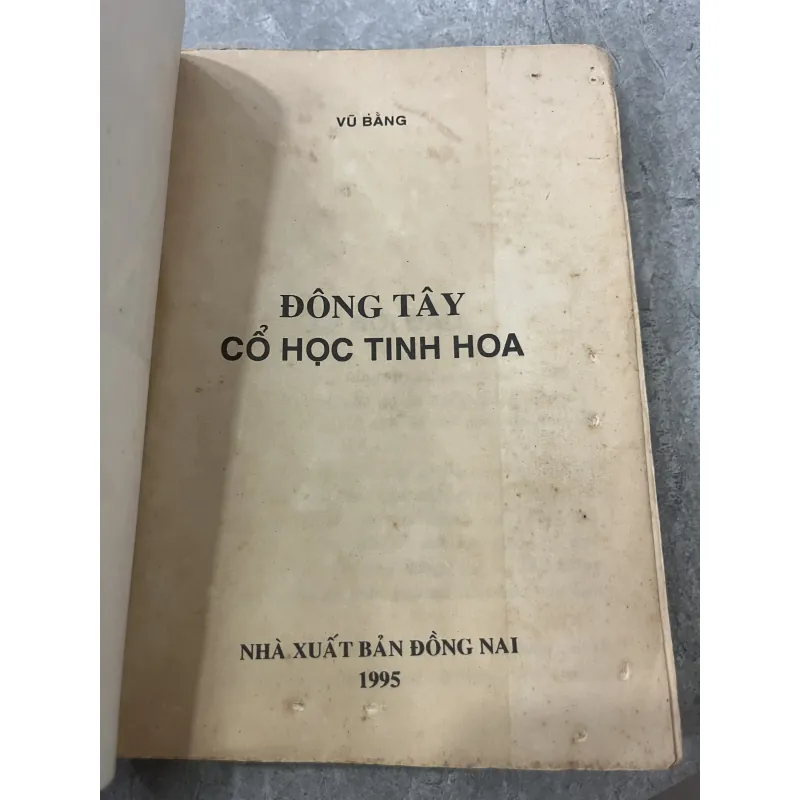 VŨ BẰNG
ĐÔNG TÂY
CỔ HỌC TINH HOA
NHÀ XUẤT BẢN ĐỒNG NAI
1995